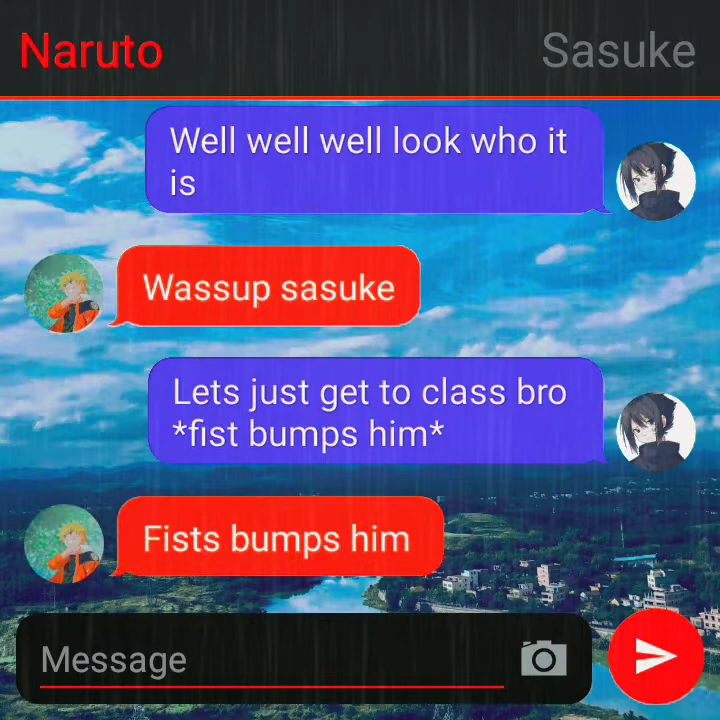 Naruto
Sasuke
Well well well look who it
is
Wassup sasuke
Lets just get to class bro
*fist bumps him*
Fists bumps him
Message